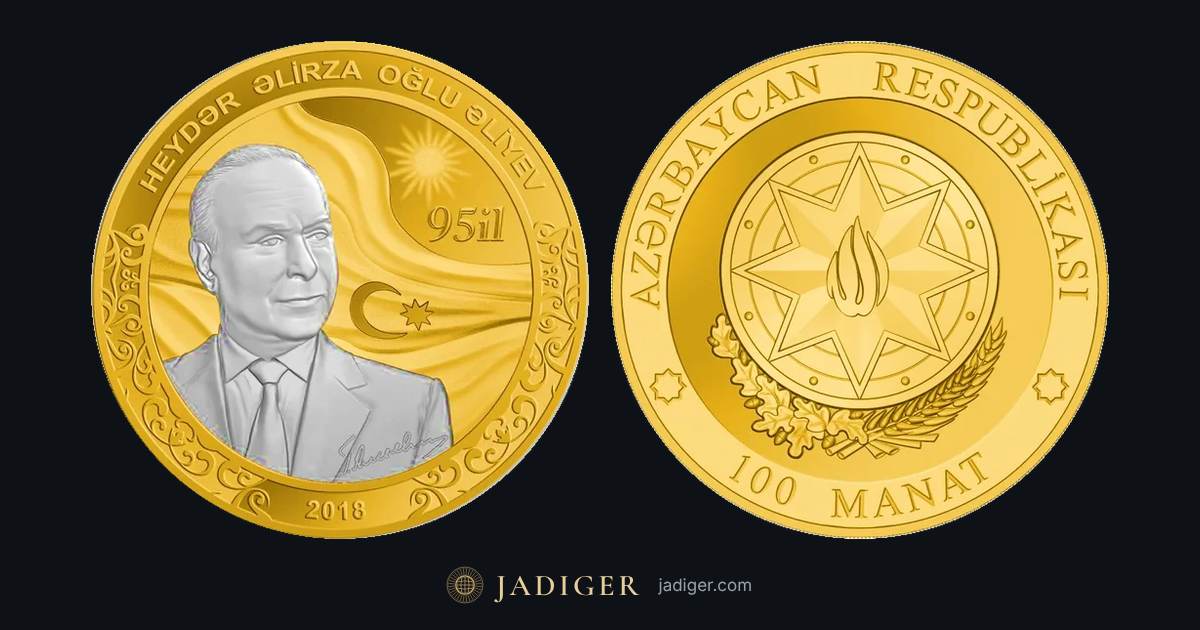 HEYDƏR ƏLİRZA OĞLU ƏLİYEV
95il
2018
AZƏRBAYCAN RESPUBLİKASI
100 MANAT
JADIGER jadiger.com